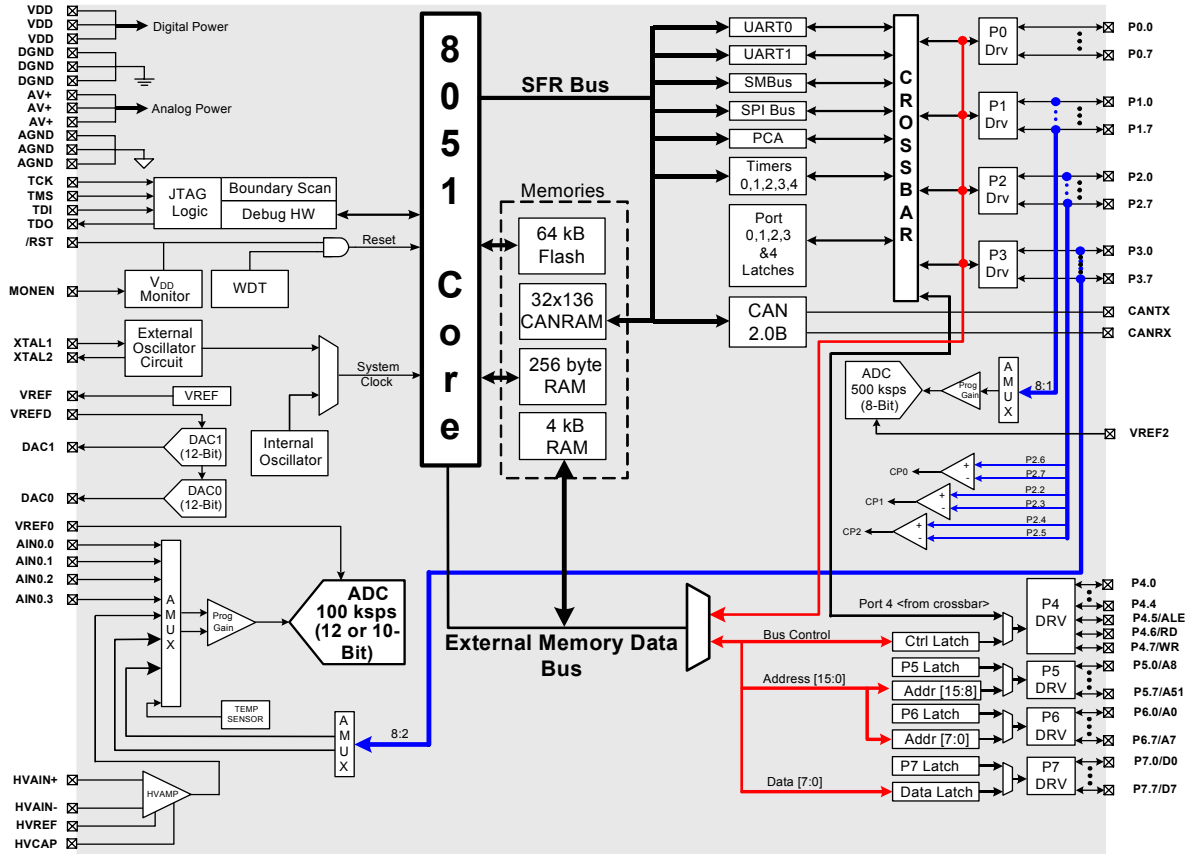 VDD
VDD
VDD
Digital Power
DGND
DGND
DGND
AV+
AV+
AV+
Analog Power
AGND
AGND
AGND
TCK
TMS
TDI
TDO
JTAG
Logic
Boundary Scan
Debug HW
/RST
Reset
MONEN
VDD
Monitor
WDT
XTAL1
XTAL2
External
Oscillator
Circuit
System
Clock
VREF
VREF
VREFD
DAC1
DAC1
(12-Bit)
Internal
Oscillator
DAC0
DAC0
(12-Bit)
VREF0
AIN0.0
AIN0.1
AIN0.2
AIN0.3
AMUX
Prog
Gain
ADC
100 ksps
(12 or 10-
Bit)
TEMP
SENSOR
AMUX
8:2
HVAIN+
HVAMP
HVAIN-
HVREF
HVCAP
8051 Core
SFR Bus
Memories
64 kB
Flash
32x136
CANRAM
256 byte
RAM
4 kB
RAM
External Memory Data
Bus
UART0
UART1
SMBus
SPI Bus
PCA
Timers
0,1,2,3,4
Port
0,1,2,3
&4
Latches
CAN
2.0B
CROSSBAR
P0
Drv
P0.0
P0.7
P1
Drv
P1.0
P1.7
P2
Drv
P2.0
P2.7
P3
Drv
P3.0
P3.7
CANTX
CANRX
ADC
500 ksps
(8-Bit)
Prog
Gain
AMUX
8:1
VREF2
CP0
+
-
P2.6
P2.7
CP1
+
-
P2.2
P2.3
CP2
+
-
P2.4
P2.5
Port 4 <from crossbar>
Bus Control
Ctrl Latch
P4
DRV
P4.0
P4.4
P4.5/ALE
P4.6/RD
P4.7/WR
Address [15:0]
P5 Latch
Addr [15:8]
P5
DRV
P5.0/A8
P5.7/A51
P6 Latch
Addr [7:0]
P6
DRV
P6.0/A0
P6.7/A7
Data [7:0]
P7 Latch
Data Latch
P7
DRV
P7.0/D0
P7.7/D7